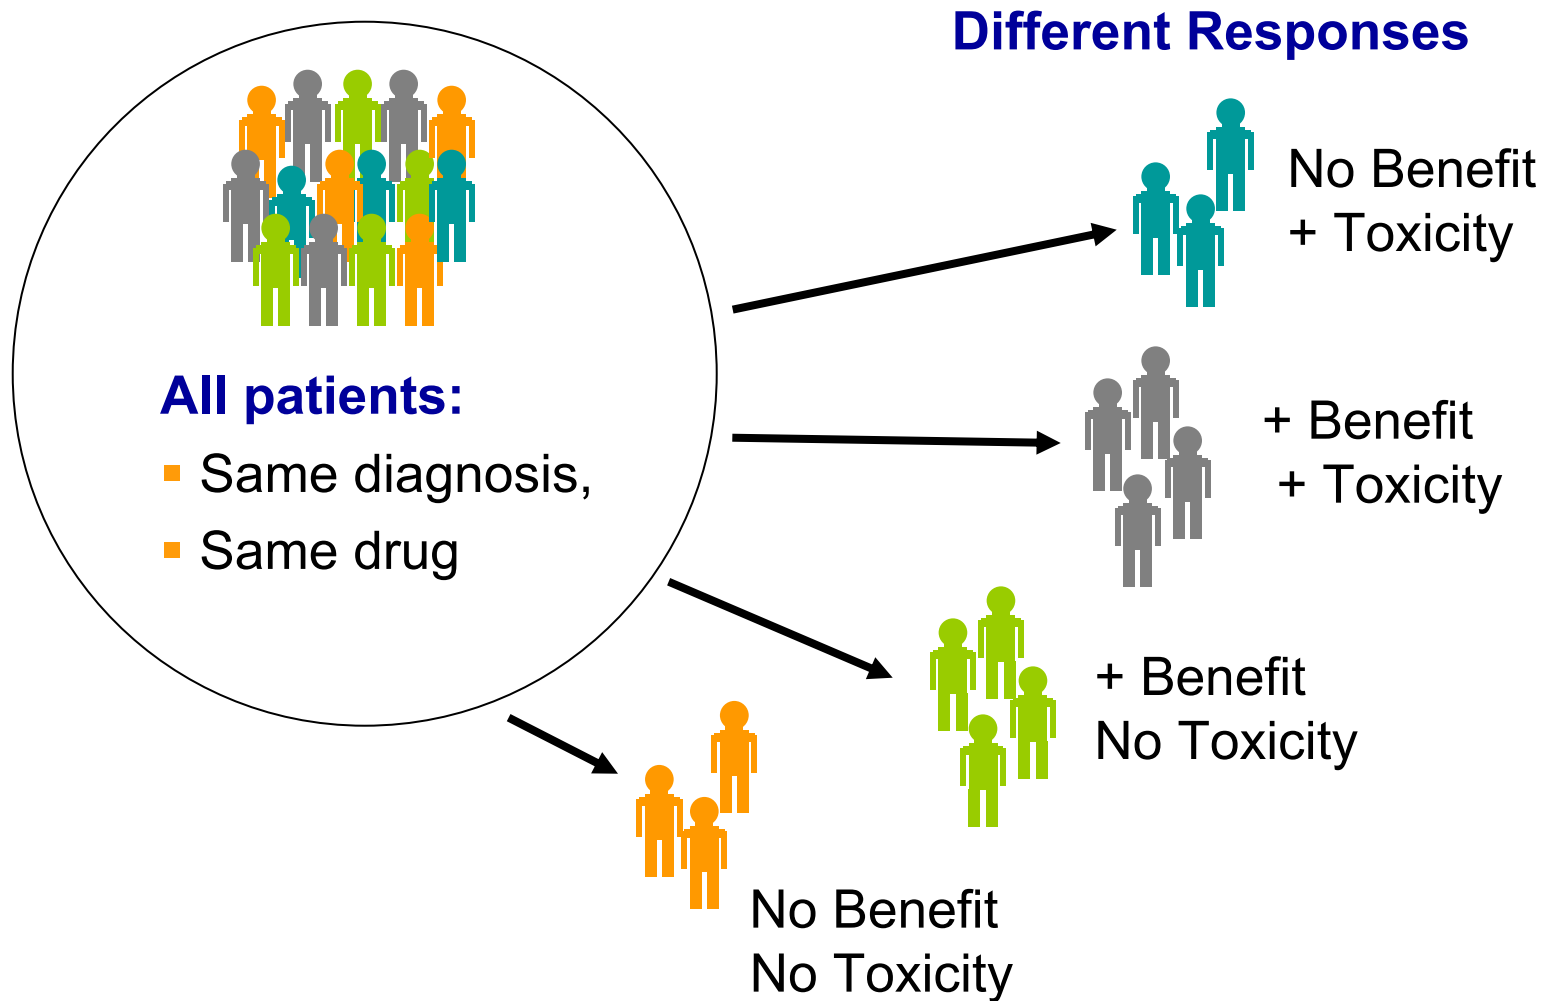 Different Responses
No Benefit
+ Toxicity
All patients:
Same diagnosis,
Same drug
+ Benefit
+ Toxicity
+ Benefit
No Toxicity
No Benefit
No Toxicity